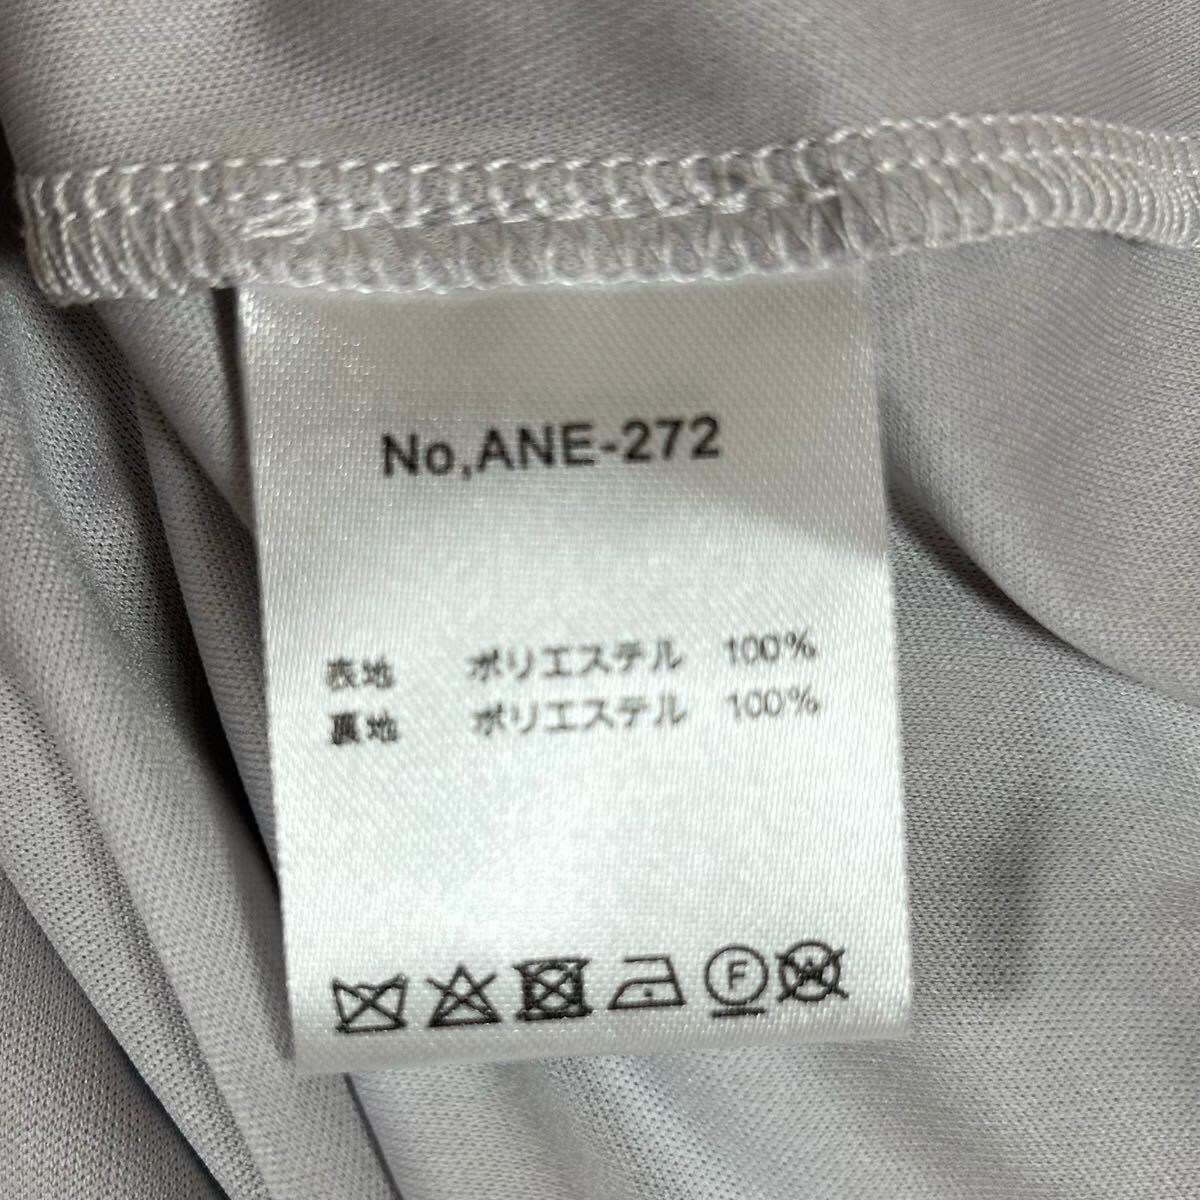 No,ANE-272
表地 ポリエステル 100%
裏地 ポリエステル 100%
F W